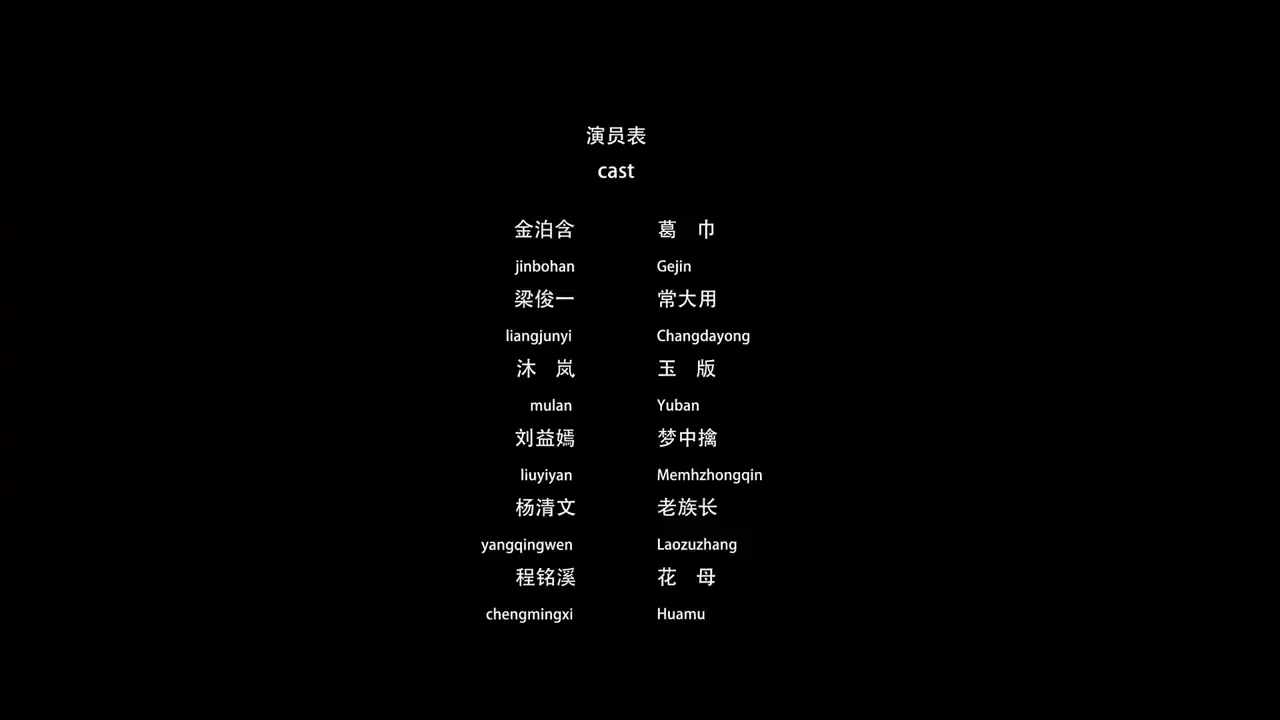 演员表
cast
金泊含 葛 巾
jinbohan Gejin
梁俊一 常大用
liangjunyi Changdayong
沐 岚 玉 版
mulan Yuban
刘益嫣 梦中擒
liuyiyan Memhzhongqin
杨清文 老族长
yangqingwen Laozuzhang
程铭溪 花 母
chengmingxi Huamu